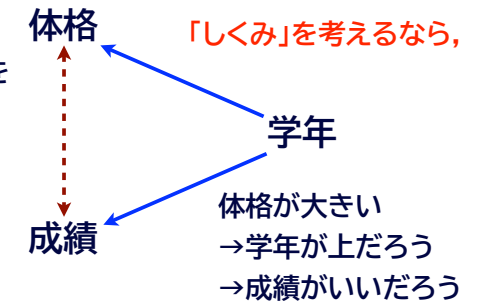 体格
「しくみ」を考えるなら,
を
学年
成績
体格が大きい
→学年が上だろう
→成績がいいだろう